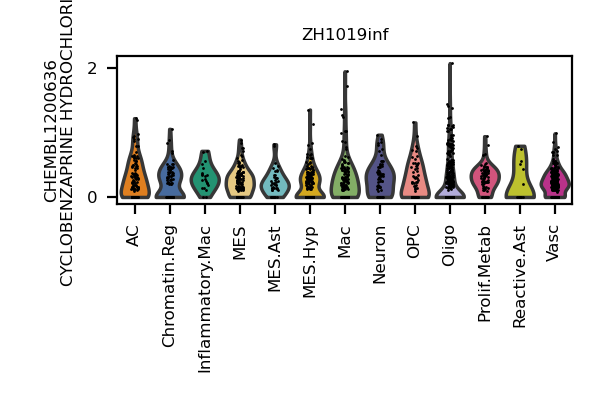 ZH1019inf
CHEMBL1200636
CYCLOBENZAPRINE HYDROCHLORI
2
0
AC
Chromatin.Reg
Inflammatory.Mac
MES
MES.Ast
MES.Hyp
Mac
Neuron
OPC
Oligo
Prolif.Metab
Reactive.Ast
Vasc